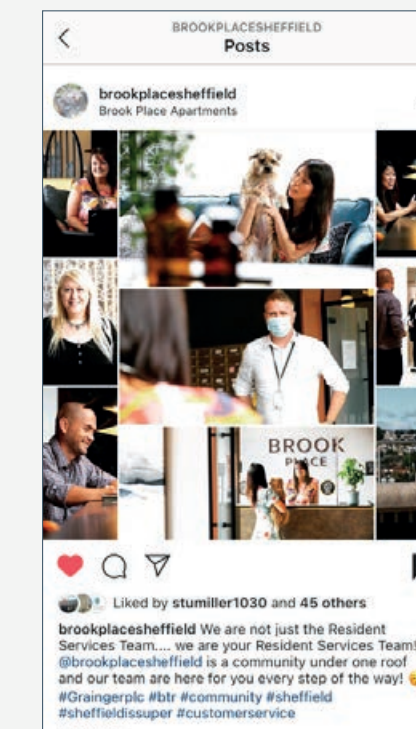 BROOKPLACESHEFFIELD
Posts
brookplacesheffield
Brook Place Apartments
BROOK
PLACE
Liked by stumiller1030 and 45 others
brookplacesheffield We are not just the Resident
Services Team.... we are your Resident Services Team!
@brookplacesheffield is a community under one roof
and our team are here for you every step of the way! 😊
#Graingerplc #btr #community #sheffield
#sheffieldissuper #customerservice